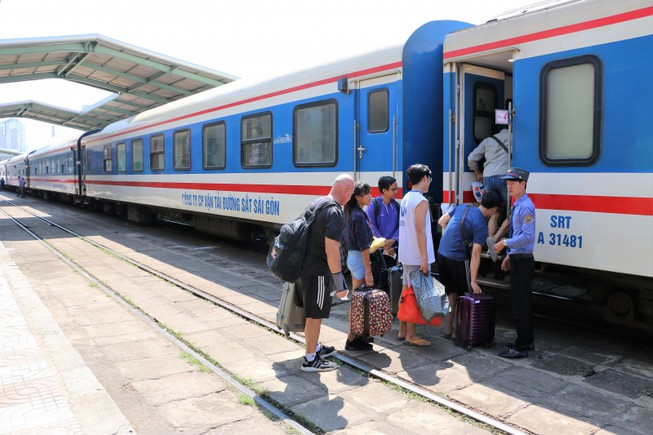 CÔNG TY CP VẬN TẢI ĐƯỜNG SẮT SÀI GÒN
SRT
A 31481